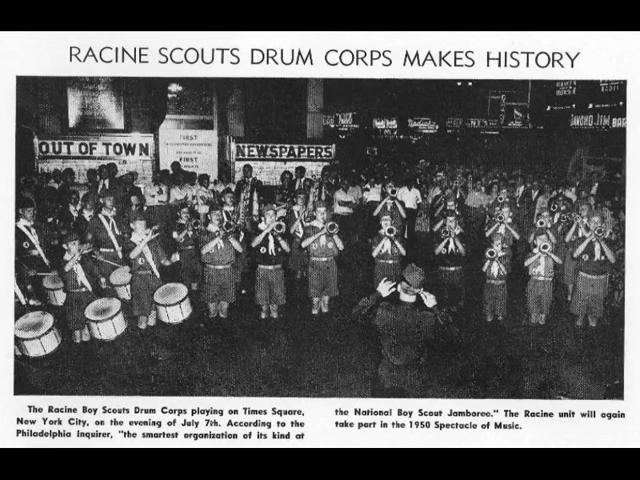 RACINE SCOUTS DRUM CORPS MAKES HISTORY
OUT OF TOWN
FIRST
FIRST
NEWSPAPERS
BAR
The Racine Boy Scouts Drum Corps playing on Times Square,
New York City, on the evening of July 7th. According to the
Philadelphia Inquirer, "the smartest organization of its kind at
the National Boy Scout Jamboree." The Racine unit will again
take part in the 1950 Spectacle of Music.